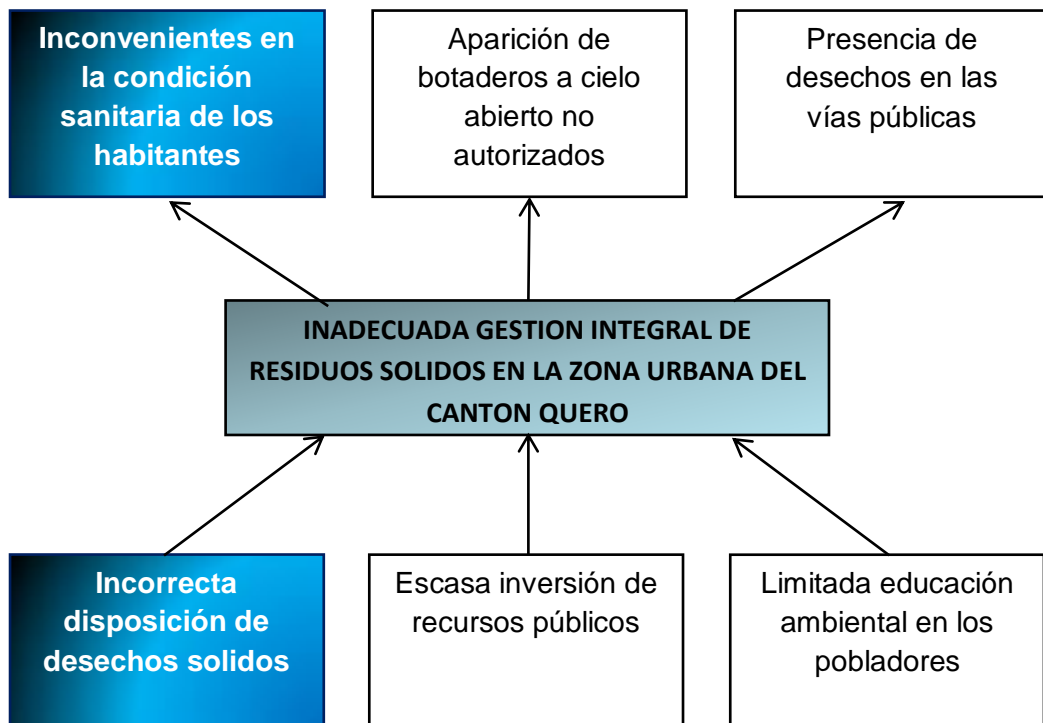 Inconvenientes en
la condición
sanitaria de los
habitantes
Aparición de
botaderos a cielo
abierto no
autorizados
Presencia de
desechos en las
vías públicas
INADECUADA GESTION INTEGRAL DE
RESIDUOS SOLIDOS EN LA ZONA URBANA DEL
CANTON QUERO
Incorrecta
disposición de
desechos solidos
Escasa inversión de
recursos públicos
Limitada educación
ambiental en los
pobladores